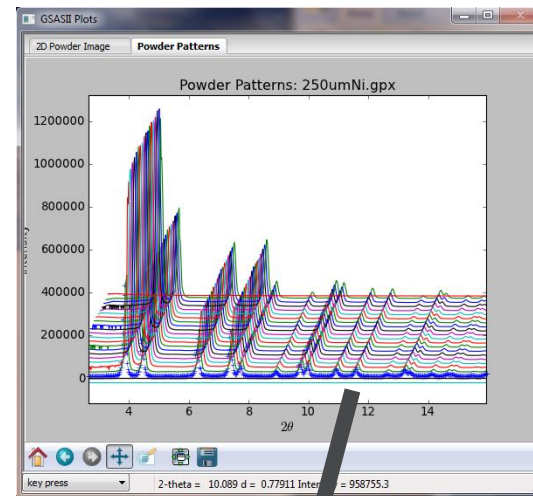 GSASII Plots
2D Powder Image Powder Patterns
Powder Patterns: 250umNi.gpx
1200000
1000000
800000
600000
400000
200000
0
4 6 8 10 12 14
2θ
key press 2-theta = 10.089 d = 0.77911 = 958755.3